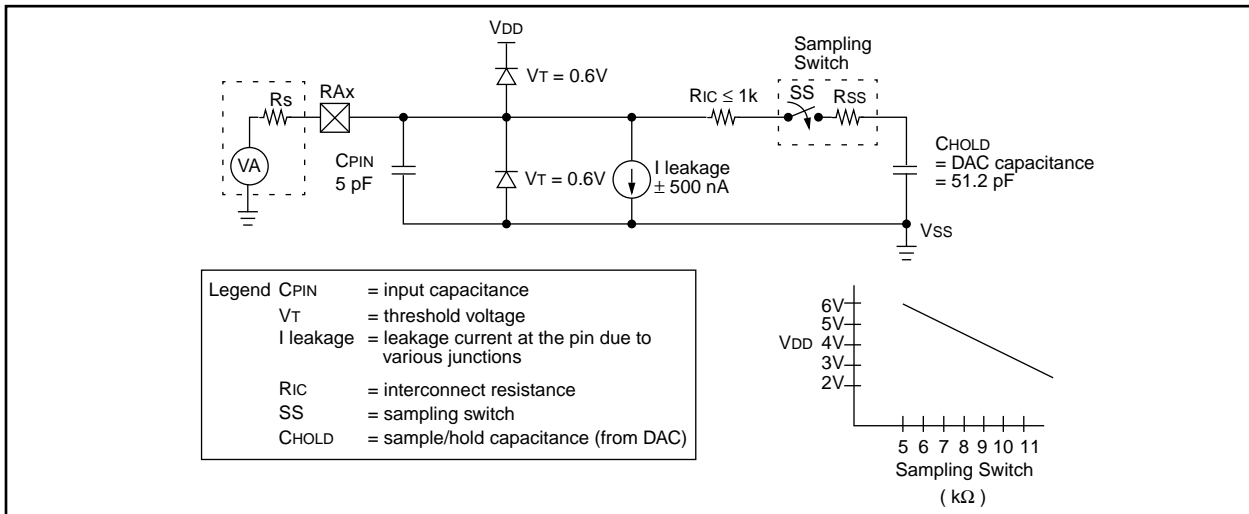 VDD
Sampling
Switch
VT = 0.6V
Rs
RAx
RIC ≤ 1k
SS
RSS
CPIN
5 pF
VA
VT = 0.6V
I leakage
± 500 nA
CHOLD
= DAC capacitance
= 51.2 pF
VSS
Legend CPIN = input capacitance
VT = threshold voltage
I leakage = leakage current at the pin due to
various junctions
RIC = interconnect resistance
SS = sampling switch
CHOLD = sample/hold capacitance (from DAC)
6V
5V
VDD 4V
3V
2V
5 6 7 8 9 10 11
Sampling Switch
( kΩ )